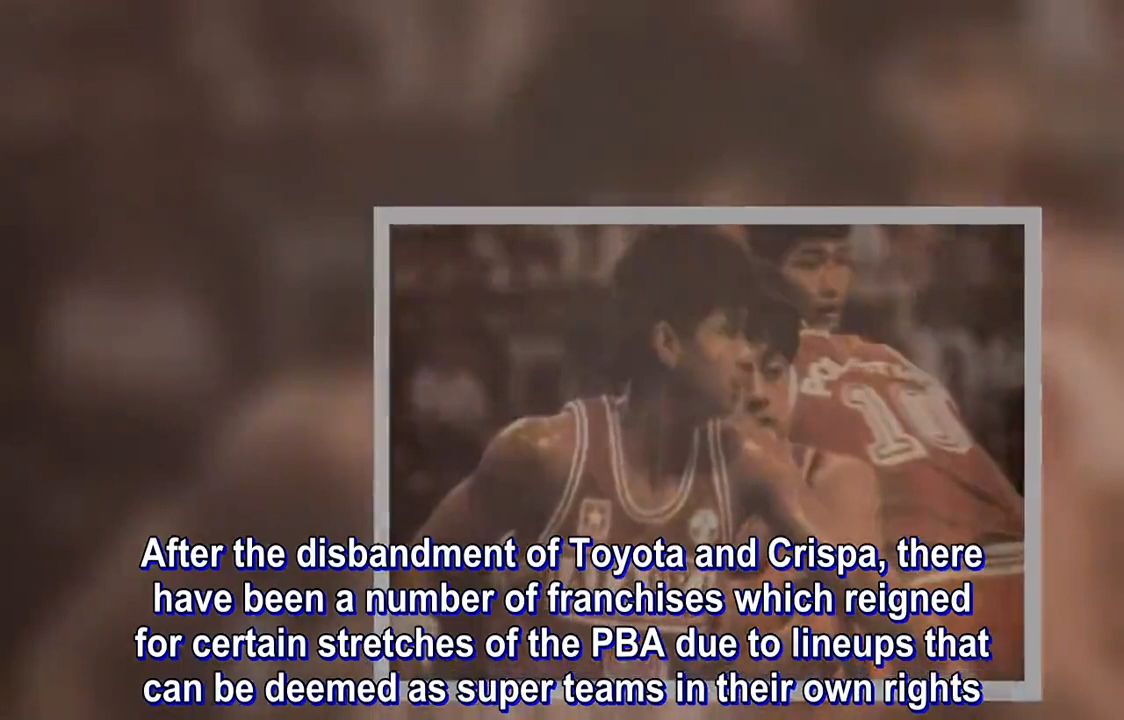 10
After the disbandment of Toyota and Crispa, there
have been a number of franchises which reigned
for certain stretches of the PBA due to lineups that
can be deemed as super teams in their own rights